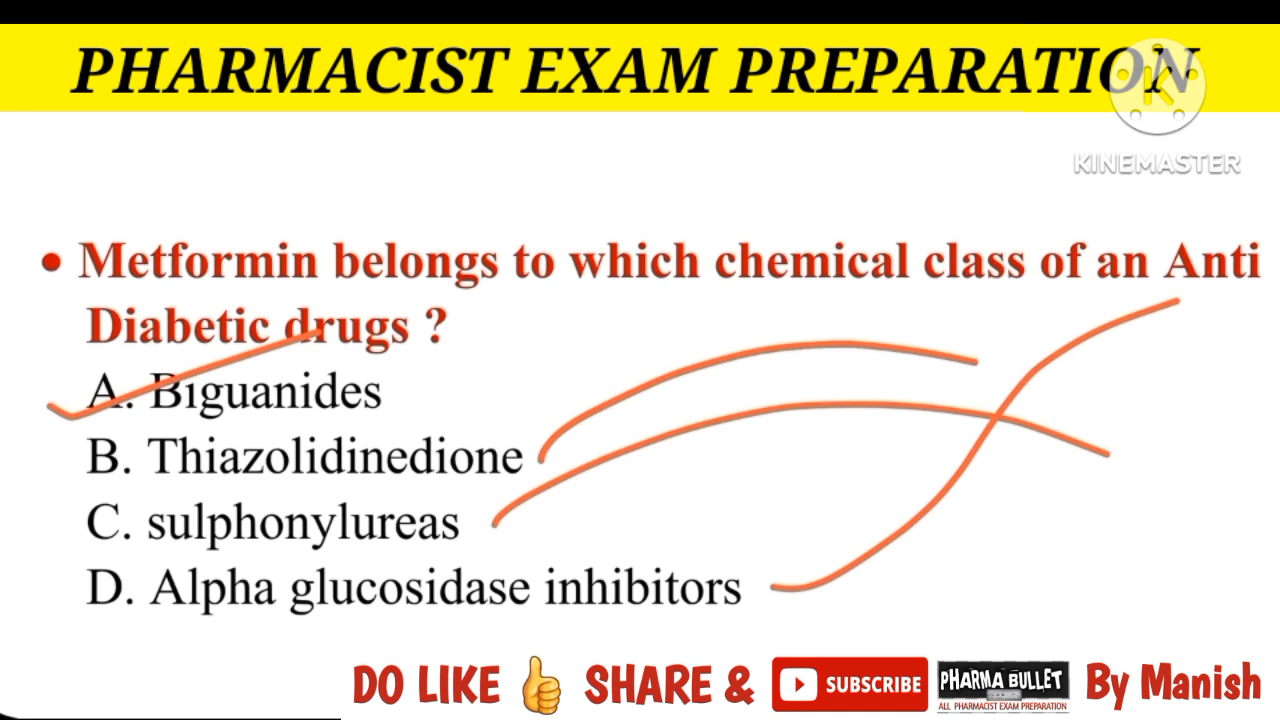 PHARMACIST EXAM PREPARATION
KINEMASTER
• Metformin belongs to which chemical class of an Anti
Diabetic drugs ?
A. Biguanides
B. Thiazolidinedione
C. sulphonylureas
D. Alpha glucosidase inhibitors
DO LIKE 👍 SHARE & SUBSCRIBE PHARMA BULLET By Manish
ALL PHARMACIST EXAM PREPARATION